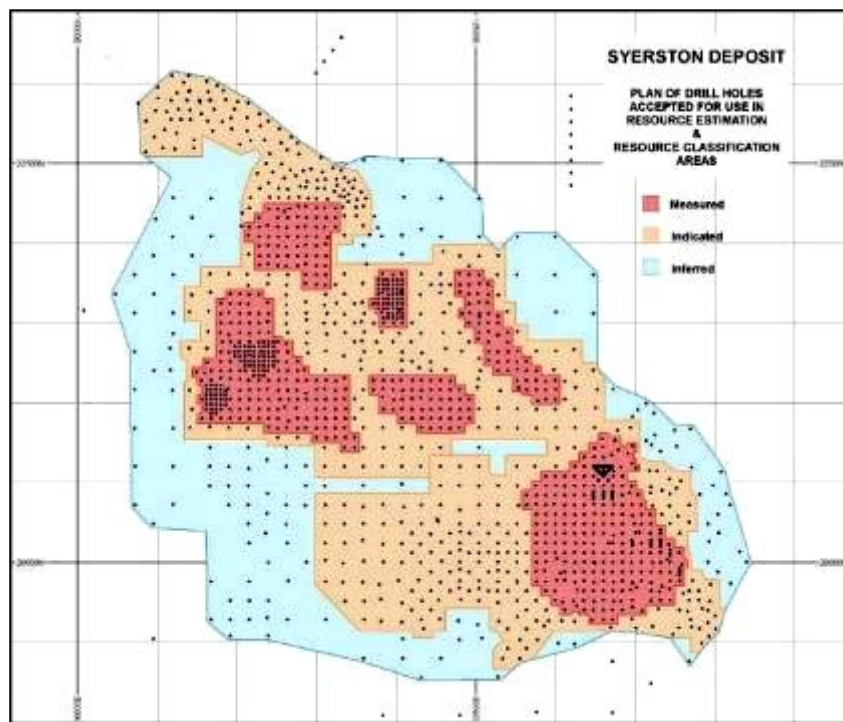 SYERSTON DEPOSIT
PLAN OF DRILL HOLES
ACCEPTED FOR USE IN
RESOURCE ESTIMATION
&
RESOURCE CLASSIFICATION
AREAS
Measured
Indicated
Inferred